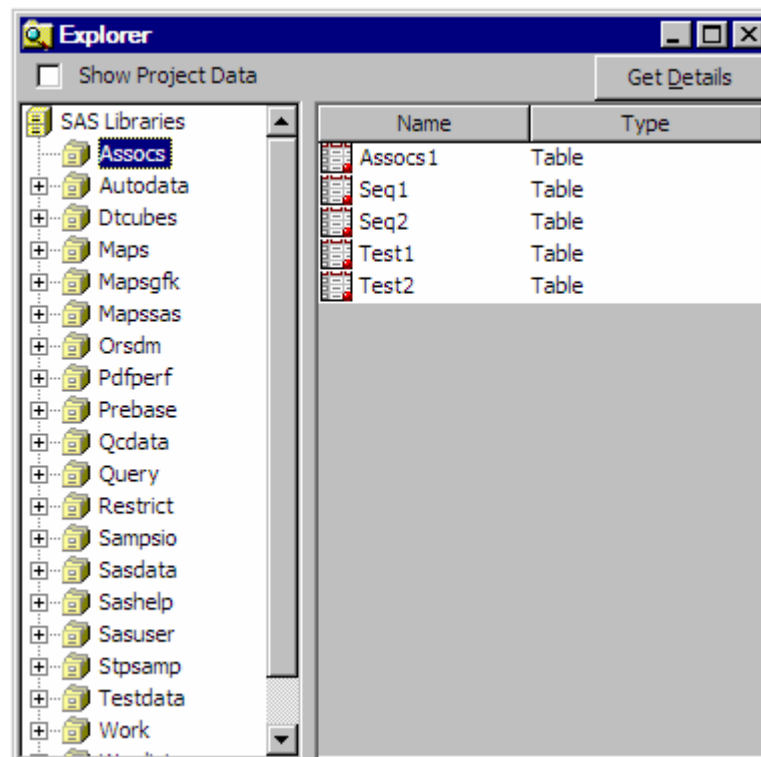 Explorer
Show Project Data
Get Details
SAS Libraries
Assocs
Autodata
Dtcubes
Maps
Mapsgfk
Mapssas
Orsdm
Pdfperf
Prebase
Qcdata
Query
Restrict
Sampsio
Sasdata
Sashelp
Sasuser
Stpsamp
Testdata
Work
Name Type
Assocs1 Table
Seq1 Table
Seq2 Table
Test1 Table
Test2 Table